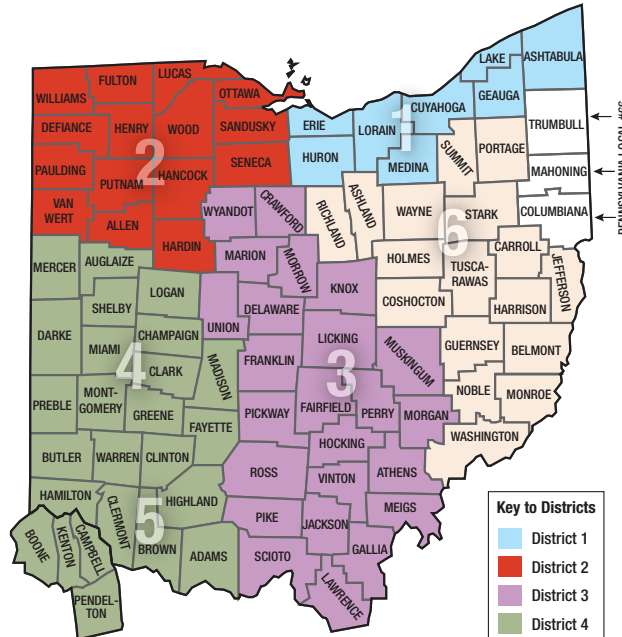 LAKE
ASHTABULA
LUCAS
FULTON
WILLIAMS
OTTAWA
GEAUGA
CUYAHOGA
1
DEFIANCE
HENRY
WOOD
SANDUSKY
ERIE
LORAIN
TRUMBULL
PENNSYLVANIA LOCAL #66
2
HURON
MEDINA
SUMMIT
PORTAGE
PAULDING
PUTNAM
HANCOCK
SENECA
MAHONING
VAN
WERT
ALLEN
WYANDOT
CRAWFORD
RICHLAND
ASHLAND
WAYNE
STARK
COLUMBIANA
6
HARDIN
MERCER
AUGLAIZE
MARION
MORROW
HOLMES
TUSCA-
RAWAS
CARROLL
JEFFERSON
LOGAN
KNOX
COSHOCTON
SHELBY
UNION
DELAWARE
HARRISON
DARKE
MIAMI
CHAMPAIGN
LICKING
MUSKINGUM
GUERNSEY
BELMONT
4
CLARK
MADISON
FRANKLIN
3
PREBLE
MONT-
GOMERY
GREENE
FAYETTE
PICKWAY
FAIRFIELD
PERRY
MORGAN
NOBLE
MONROE
WASHINGTON
BUTLER
WARREN
CLINTON
ROSS
HOCKING
VINTON
ATHENS
HAMILTON
CLERMONT
HIGHLAND
5
PIKE
JACKSON
MEIGS
BOONE
KENTON
CAMPBELL
BROWN
ADAMS
SCIOTO
GALLIA
LAWRENCE
PENDEL-
TON
Key to Districts
District 1
District 2
District 3
District 4